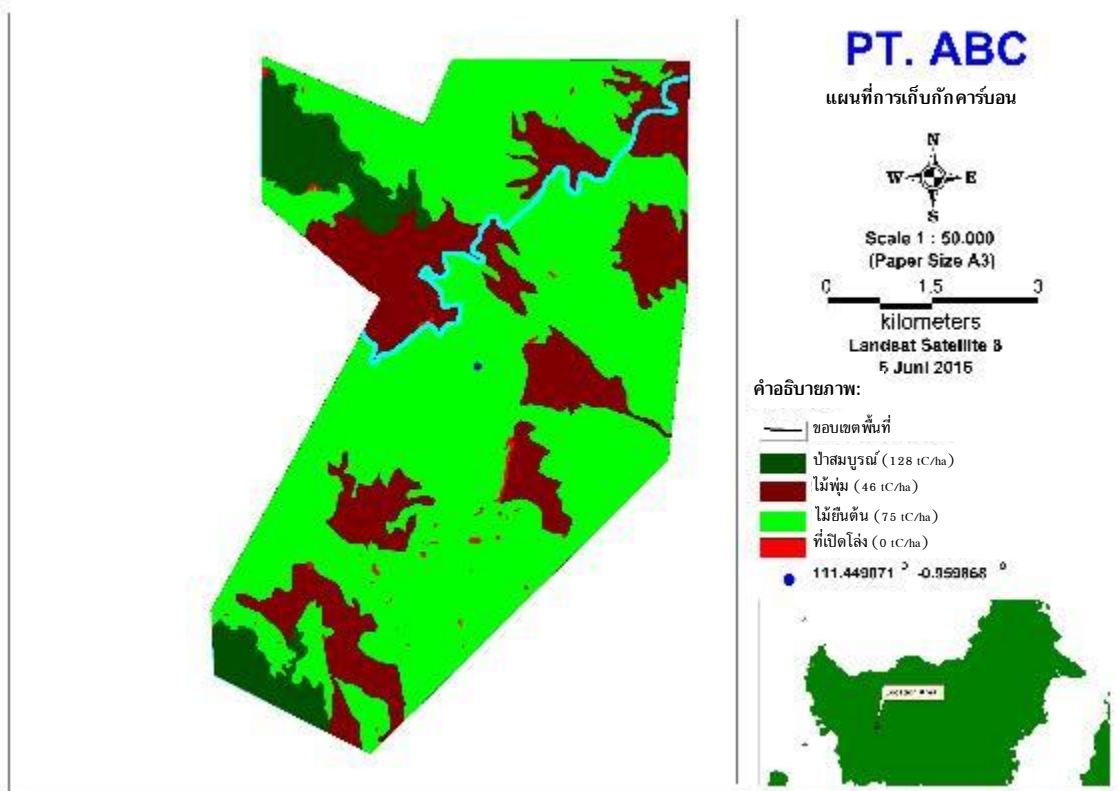 PT. ABC
แผนที่การเก็บกักคาร์บอน
N
W E
S
Scale 1 : 50.000
(Paper Size A3)
0 1.5 3
kilometers
Landsat Satellite 8
5 Juni 2016
คำอธิบายภาพ:
ขอบเขตพื้นที่
ป่าสมบูรณ์ (128 tC/ha)
ไม้พุ่ม (46 tC/ha)
ไม้ยืนต้น (75 tC/ha)
ที่เปิดโล่ง (0 tC/ha)